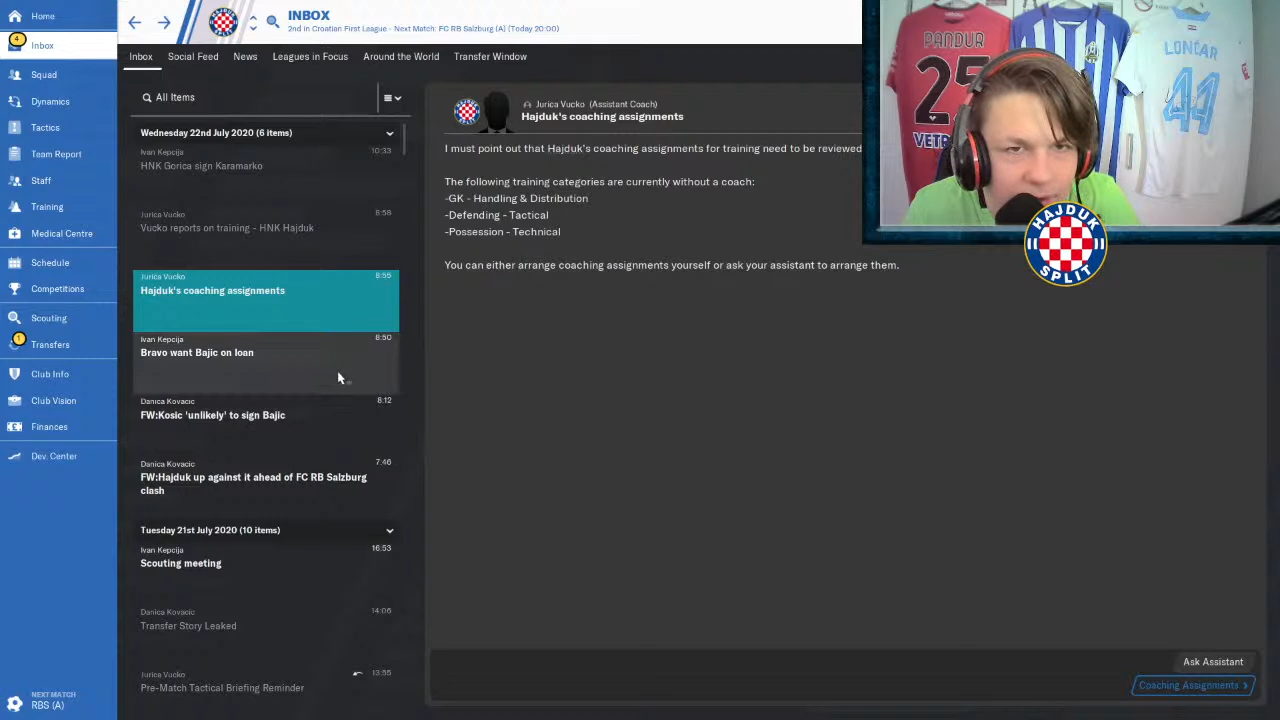 Home
4
Inbox
Squad
Dynamics
Tactics
Team Report
Staff
Training
Medical Centre
Schedule
Competitions
Scouting
1
Transfers
Club Info
Club Vision
Finances
Dev. Center
NEXT MATCH
RBS (A)
INBOX
2nd in Croatian First League - Next Match: FC RB Salzburg (A) (Today 20:00)
Inbox Social Feed News Leagues in Focus Around the World Transfer Window
All Items
Wednesday 22nd July 2020 (6 items)
Ivan Kepcija 10:33
HNK Gorica sign Karamarko
Jurica Vucko 8:58
Vucko reports on training - HNK Hajduk
Jurica Vucko 8:55
Hajduk's coaching assignments
Ivan Kepcija 8:50
Bravo want Bajic on loan
Danica Kovacic 8:12
FW:Kosic 'unlikely' to sign Bajic
Danica Kovacic 7:46
FW:Hajduk up against it ahead of FC RB Salzburg
clash
Tuesday 21st July 2020 (10 items)
Ivan Kepcija 16:53
Scouting meeting
Danica Kovacic 14:06
Transfer Story Leaked
Jurica Vucko 13:55
Pre-Match Tactical Briefing Reminder
Jurica Vucko (Assistant Coach)
Hajduk's coaching assignments
I must point out that Hajduk's coaching assignments for training need to be reviewed
The following training categories are currently without a coach:
-GK - Handling & Distribution
-Defending - Tactical
-Possession - Technical
You can either arrange coaching assignments yourself or ask your assistant to arrange them.
Ask Assistant
Coaching Assignments
PANDUR
25
LONČAR
44
HAJDUK
SPLIT